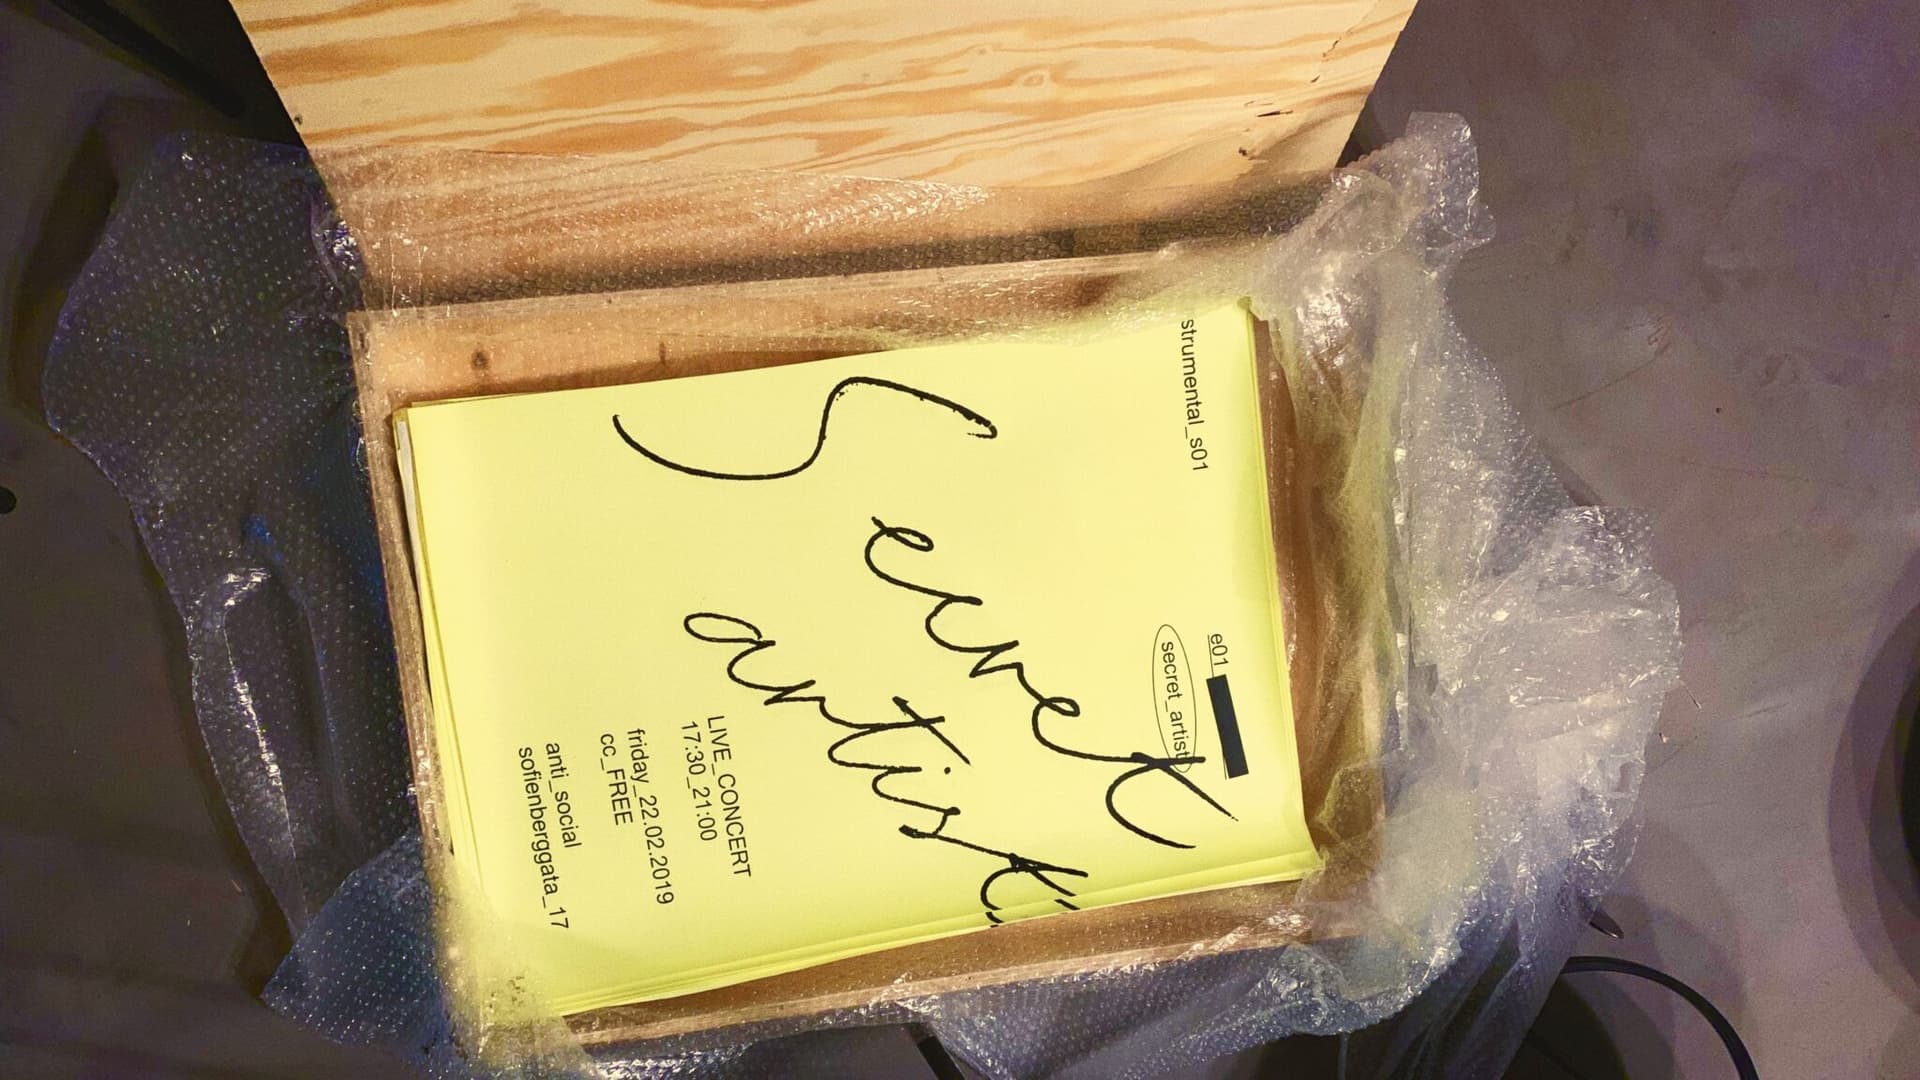 strumental_s01
e01
secret_artist
Secret
artist
LIVE_CONCERT
17:30_21:00
friday_22.02.2019
cc_FREE
anti_social
sofienberggata_17